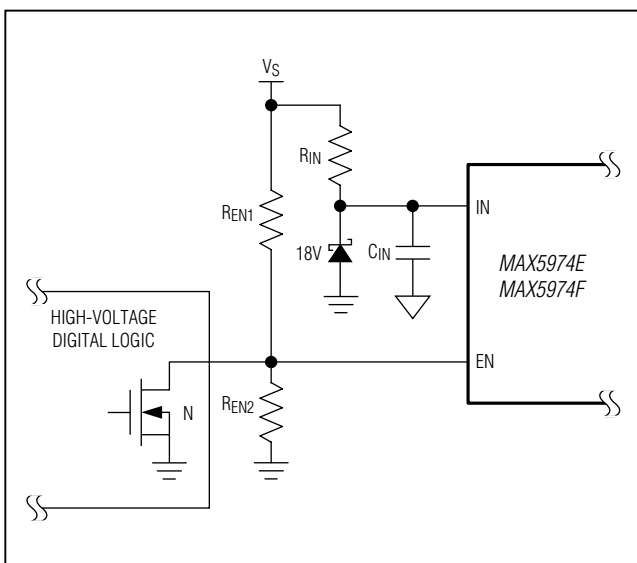 VS
RIN
REN1
IN
18V
CIN
MAX5974E
MAX5974F
HIGH-VOLTAGE
DIGITAL LOGIC
EN
REN2
N